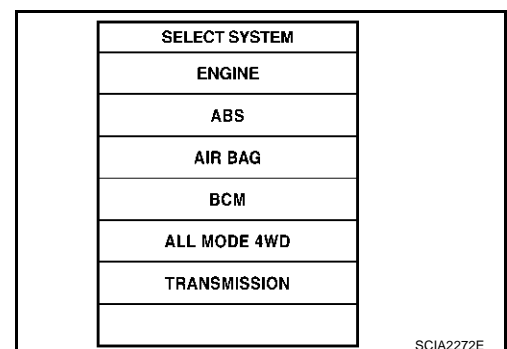 SELECT SYSTEM
ENGINE
ABS
AIR BAG
BCM
ALL MODE 4WD
TRANSMISSION
SCIA2272E